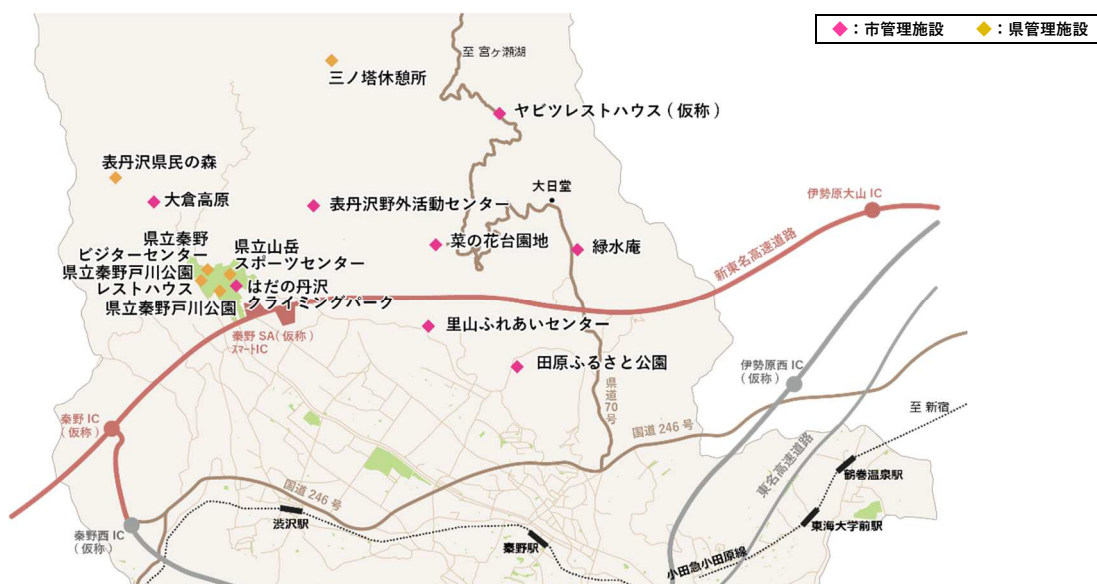 ◆：市管理施設　◆：県管理施設
至 宮ヶ瀬湖
三ノ塔休憩所
ヤビツレストハウス ( 仮称 )
表丹沢県民の森
大倉高原
表丹沢野外活動センター
大日堂
伊勢原大山 IC
菜の花台園地
緑水庵
新東名高速道路
県立秦野
ビジターセンター
県立山岳
スポーツセンター
県立秦野戸川公園
レストハウス
はだの丹沢
クライミングパーク
県立秦野戸川公園
里山ふれあいセンター
秦野 SA( 仮称 )
ｽﾏｰﾄIC
田原ふるさと公園
伊勢原西 IC
( 仮称 )
県道70号
至 新宿
秦野 IC
( 仮称 )
国道 246 号
東名高速道路
鶴巻温泉駅
国道 246 号
渋沢駅
東海大学前駅
秦野西 IC
( 仮称 )
秦野駅
小田急小田原線